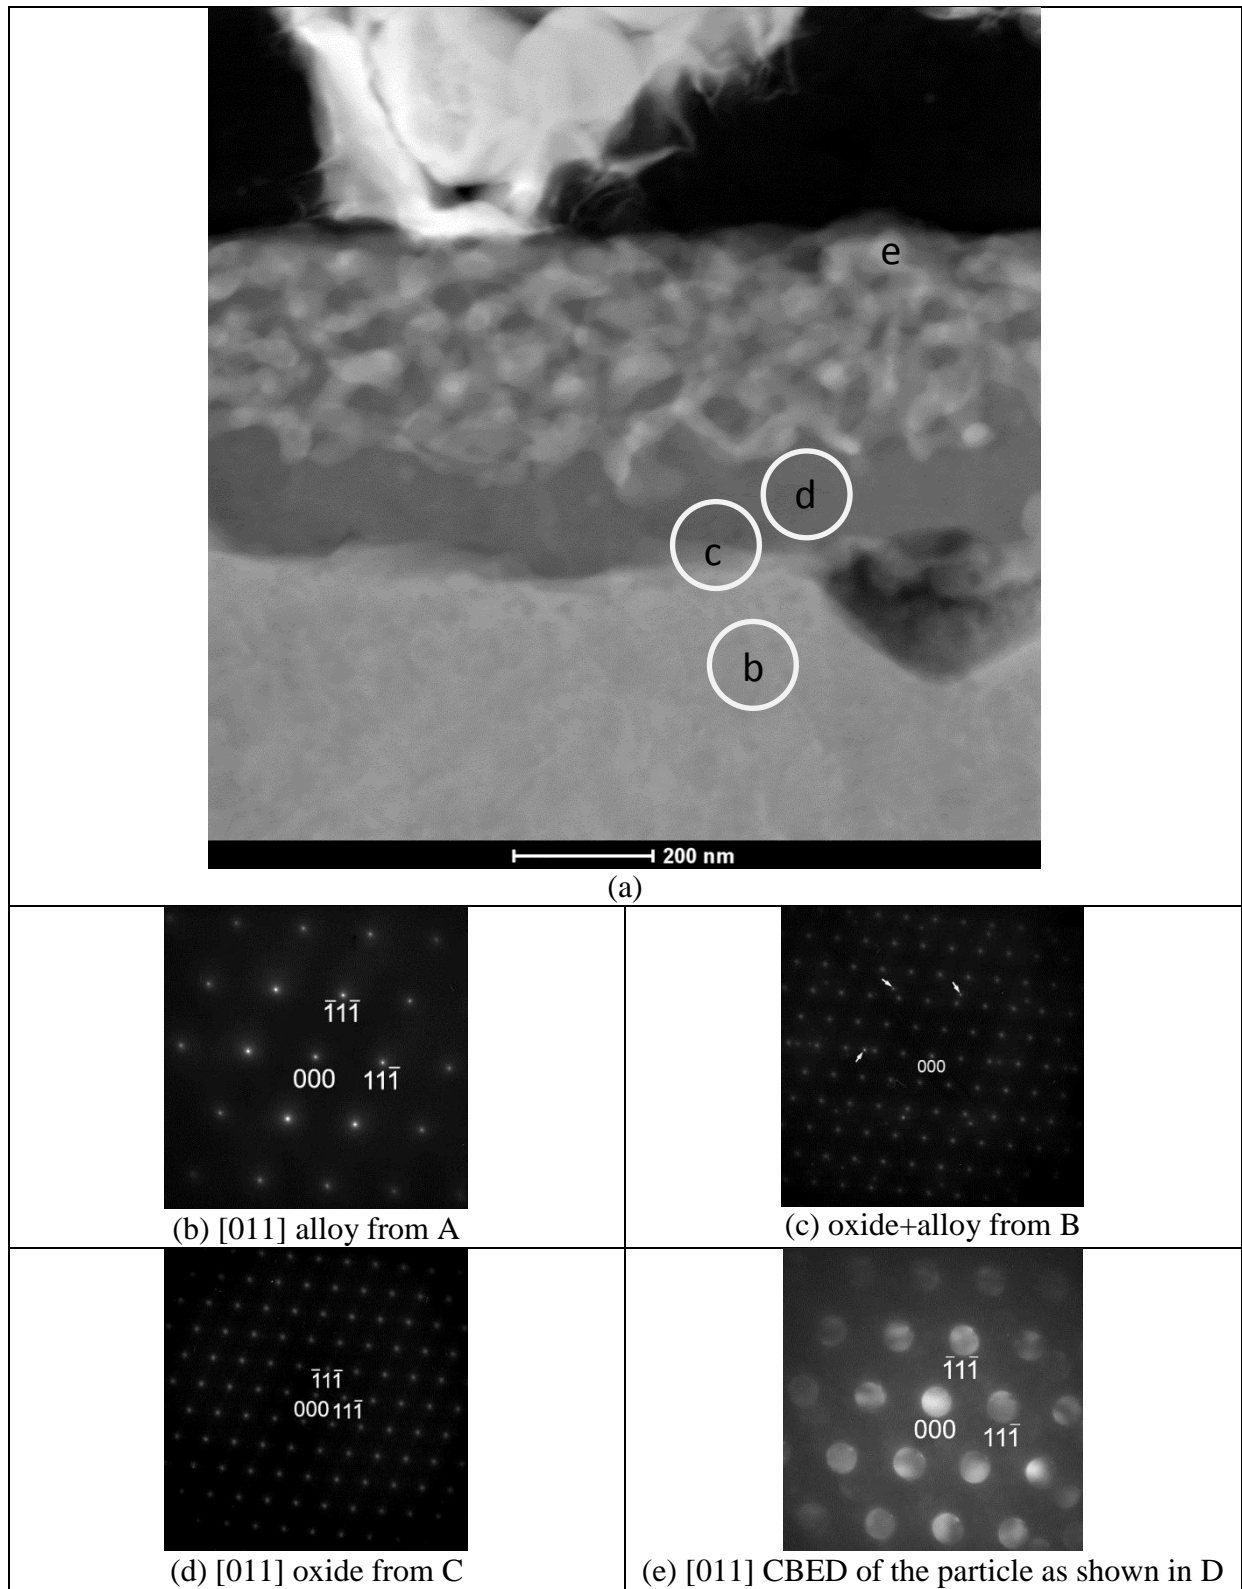 e
d
c
b
200 nm
(a)
1̄11̄
000 111̄
(b) [011] alloy from A
000
(c) oxide+alloy from B
1̄11̄
000 111̄
(d) [011] oxide from C
1̄11̄
000
111̄
(e) [011] CBED of the particle as shown in D